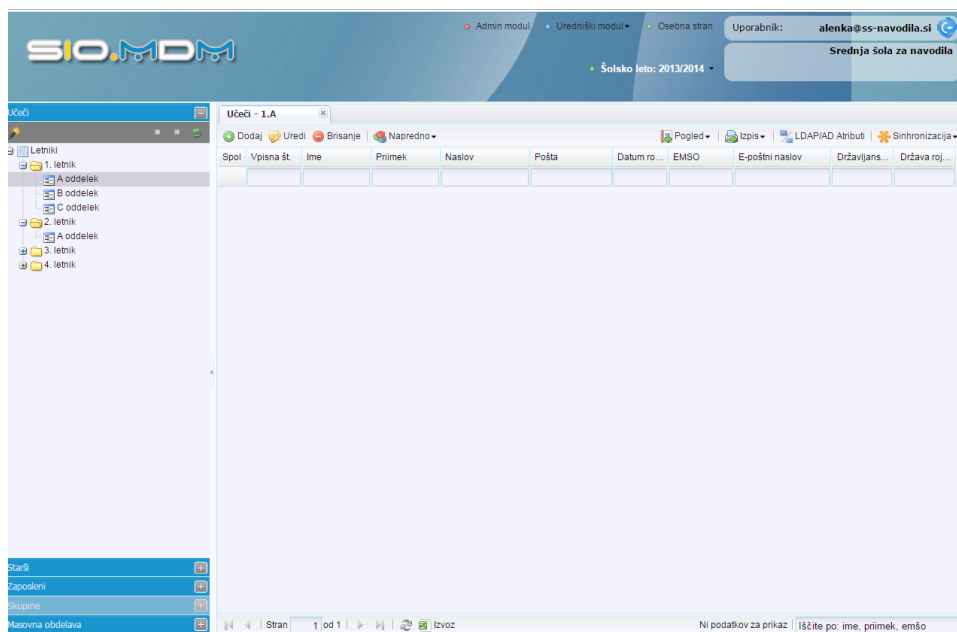 Admin modul Uredniški modul Osebna stran
Uporabnik: alenka@ss-navodila.si
SIO.MDM
Srednja šola za navodila
Šolsko leto: 2013/2014
Učeči
Učeči - 1.A
Dodaj Uredi Brisanje Napredno Pogled Izpis LDAP/AD Atributi Sinhronizacija
Letniki
Spol Vpisna št. Ime Priimek Naslov Pošta Datum ro... EMSO E-poštni naslov Državljans... Država roj...
1. letnik
A oddelek
B oddelek
C oddelek
2. letnik
A oddelek
3. letnik
4. letnik
Starši
Zaposleni
Skupine
Masovna obdelava
Stran 1 od 1 Izvoz Ni podatkov za prikaz Iščite po: ime, priimek, emšo